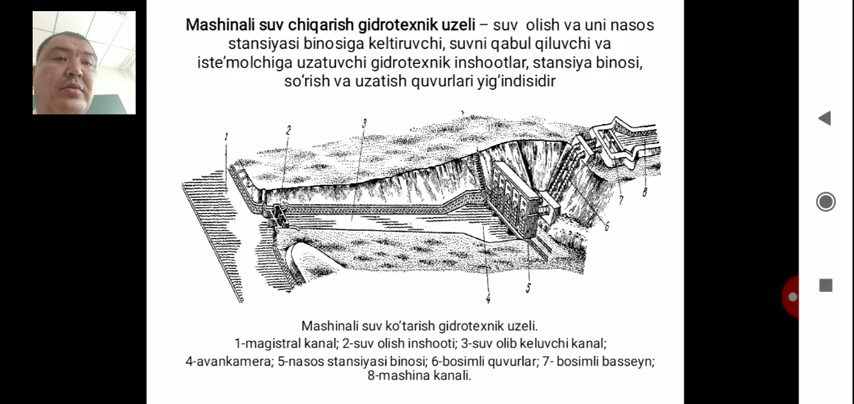 Mashinali suv chiqarish gidrotexnik uzeli – suv olish va uni nasos
stansiyasi binosiga keltiruvchi, suvni qabul qiluvchi va
iste’molchiga uzatuvchi gidrotexnik inshootlar, stansiya binosi,
so‘rish va uzatish quvurlari yig‘indisidir
1
2
3
8
7
6
4
5
Mashinali suv ko‘tarish gidrotexnik uzeli.
1-magistral kanal; 2-suv olish inshooti; 3-suv olib keluvchi kanal;
4-avankamera; 5-nasos stansiyasi binosi; 6-bosimli quvurlar; 7- bosimli basseyn;
8-mashina kanali.